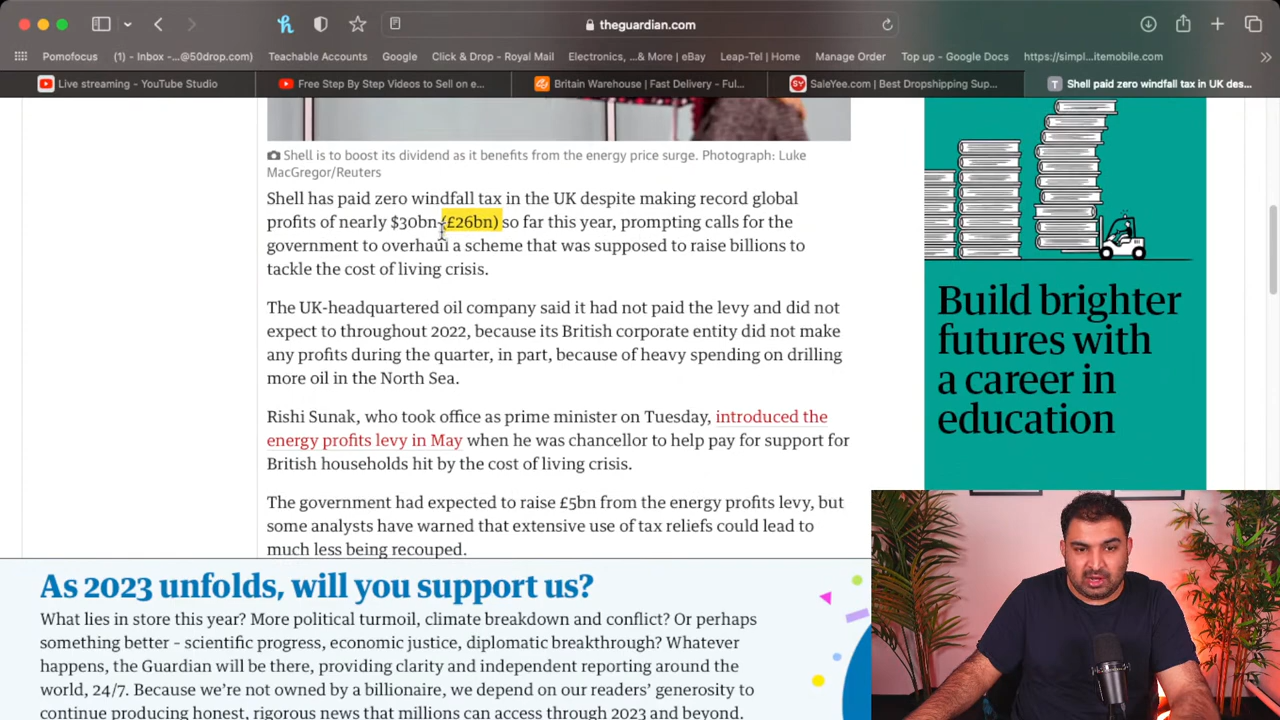 theguardian.com
Pomofocus
(1) - Inbox -...@50drop.com)
Teachable Accounts
Google
Click & Drop - Royal Mail
Electronics, ...& More | eBay
Leap-Tel | Home
Manage Order
Top up - Google Docs
https://simpl...itemobile.com
Live streaming - YouTube Studio
Free Step By Step Videos to Sell on e...
Britain Warehouse | Fast Delivery - Ful...
SaleYee.com | Best Dropshipping Sup...
Shell paid zero windfall tax in UK des...
Shell is to boost its dividend as it benefits from the energy price surge. Photograph: Luke
MacGregor/Reuters
Shell has paid zero windfall tax in the UK despite making record global
profits of nearly $30bn (£26bn) so far this year, prompting calls for the
government to overhaul a scheme that was supposed to raise billions to
tackle the cost of living crisis.
The UK-headquartered oil company said it had not paid the levy and did not
expect to throughout 2022, because its British corporate entity did not make
any profits during the quarter, in part, because of heavy spending on drilling
more oil in the North Sea.
Rishi Sunak, who took office as prime minister on Tuesday, introduced the
energy profits levy in May when he was chancellor to help pay for support for
British households hit by the cost of living crisis.
The government had expected to raise £5bn from the energy profits levy, but
some analysts have warned that extensive use of tax reliefs could lead to
much less being recouped.
Build brighter
futures with
a career in
education
As 2023 unfolds, will you support us?
What lies in store this year? More political turmoil, climate breakdown and conflict? Or perhaps
something better – scientific progress, economic justice, diplomatic breakthrough? Whatever
happens, the Guardian will be there, providing clarity and independent reporting around the
world, 24/7. Because we're not owned by a billionaire, we depend on our readers' generosity to
continue producing honest, rigorous news that millions can access through 2023 and beyond.